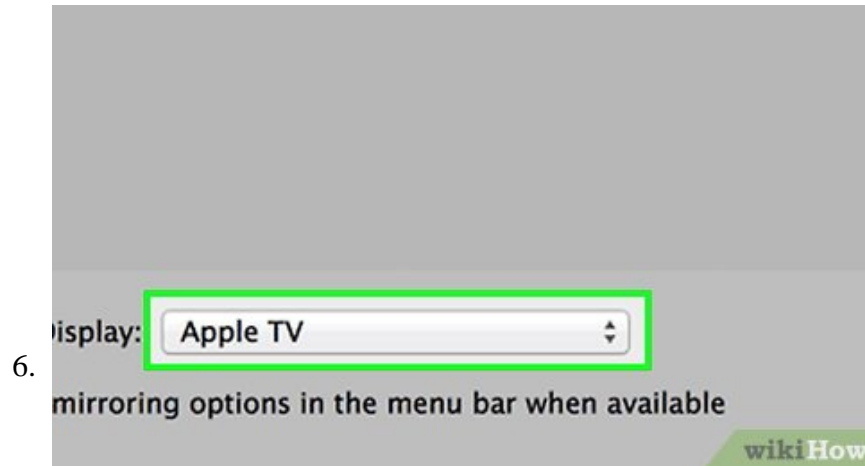 isplay: Apple TV
6.
mirroring options in the menu bar when available
wikiHow